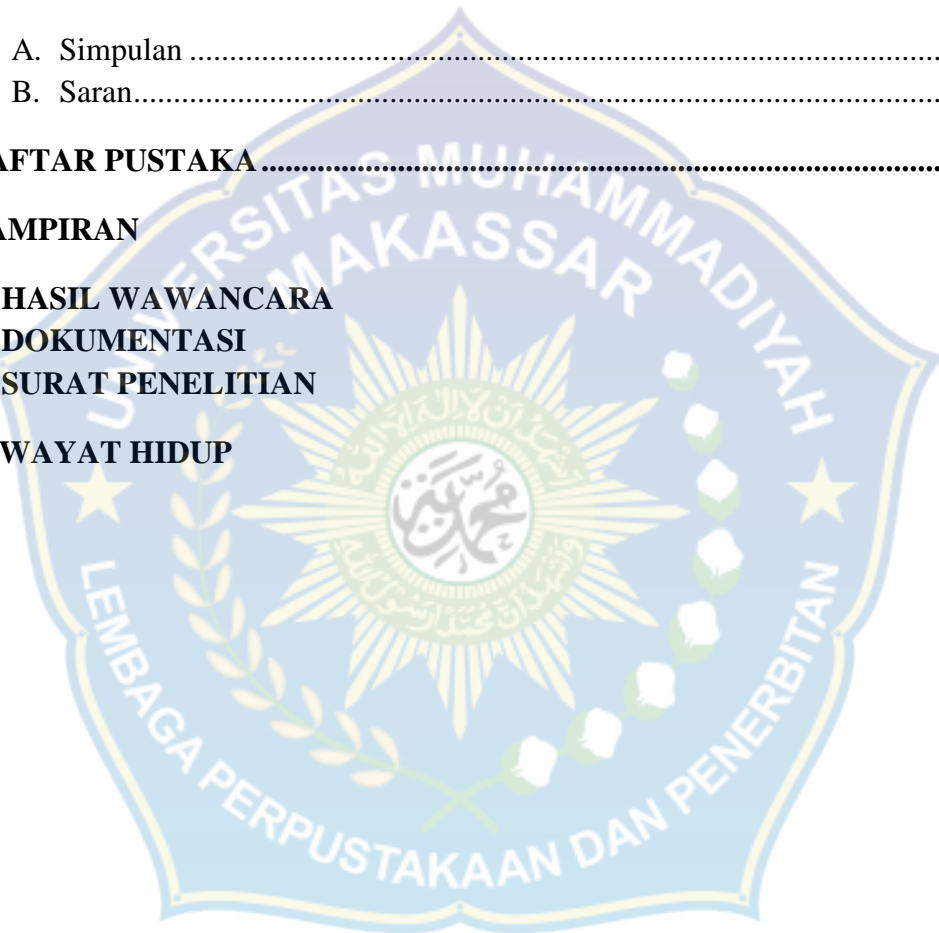 A. Simpulan ...............................................................................................
B. Saran......................................................................................................
AFTAR PUSTAKA .....................................................................................
AMPIRAN
HASIL WAWANCARA
DOKUMENTASI
SURAT PENELITIAN
WAYAT HIDUP
UNIVERSITAS MUHAMMADIYAH
MAKASSAR
محمدية
LEMBAGA PERPUSTAKAAN DAN PENERBITAN